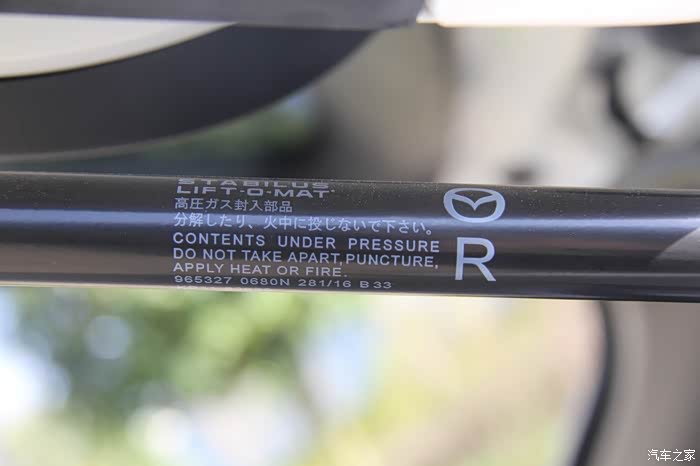 STABILUS
LIFT-O-MAT
高圧ガス封入部品
分解したり、火中に投じないで下さい。
CONTENTS UNDER PRESSURE
DO NOT TAKE APART, PUNCTURE,
APPLY HEAT OR FIRE.
965327 0680N 281/16 B33
R
汽车之家